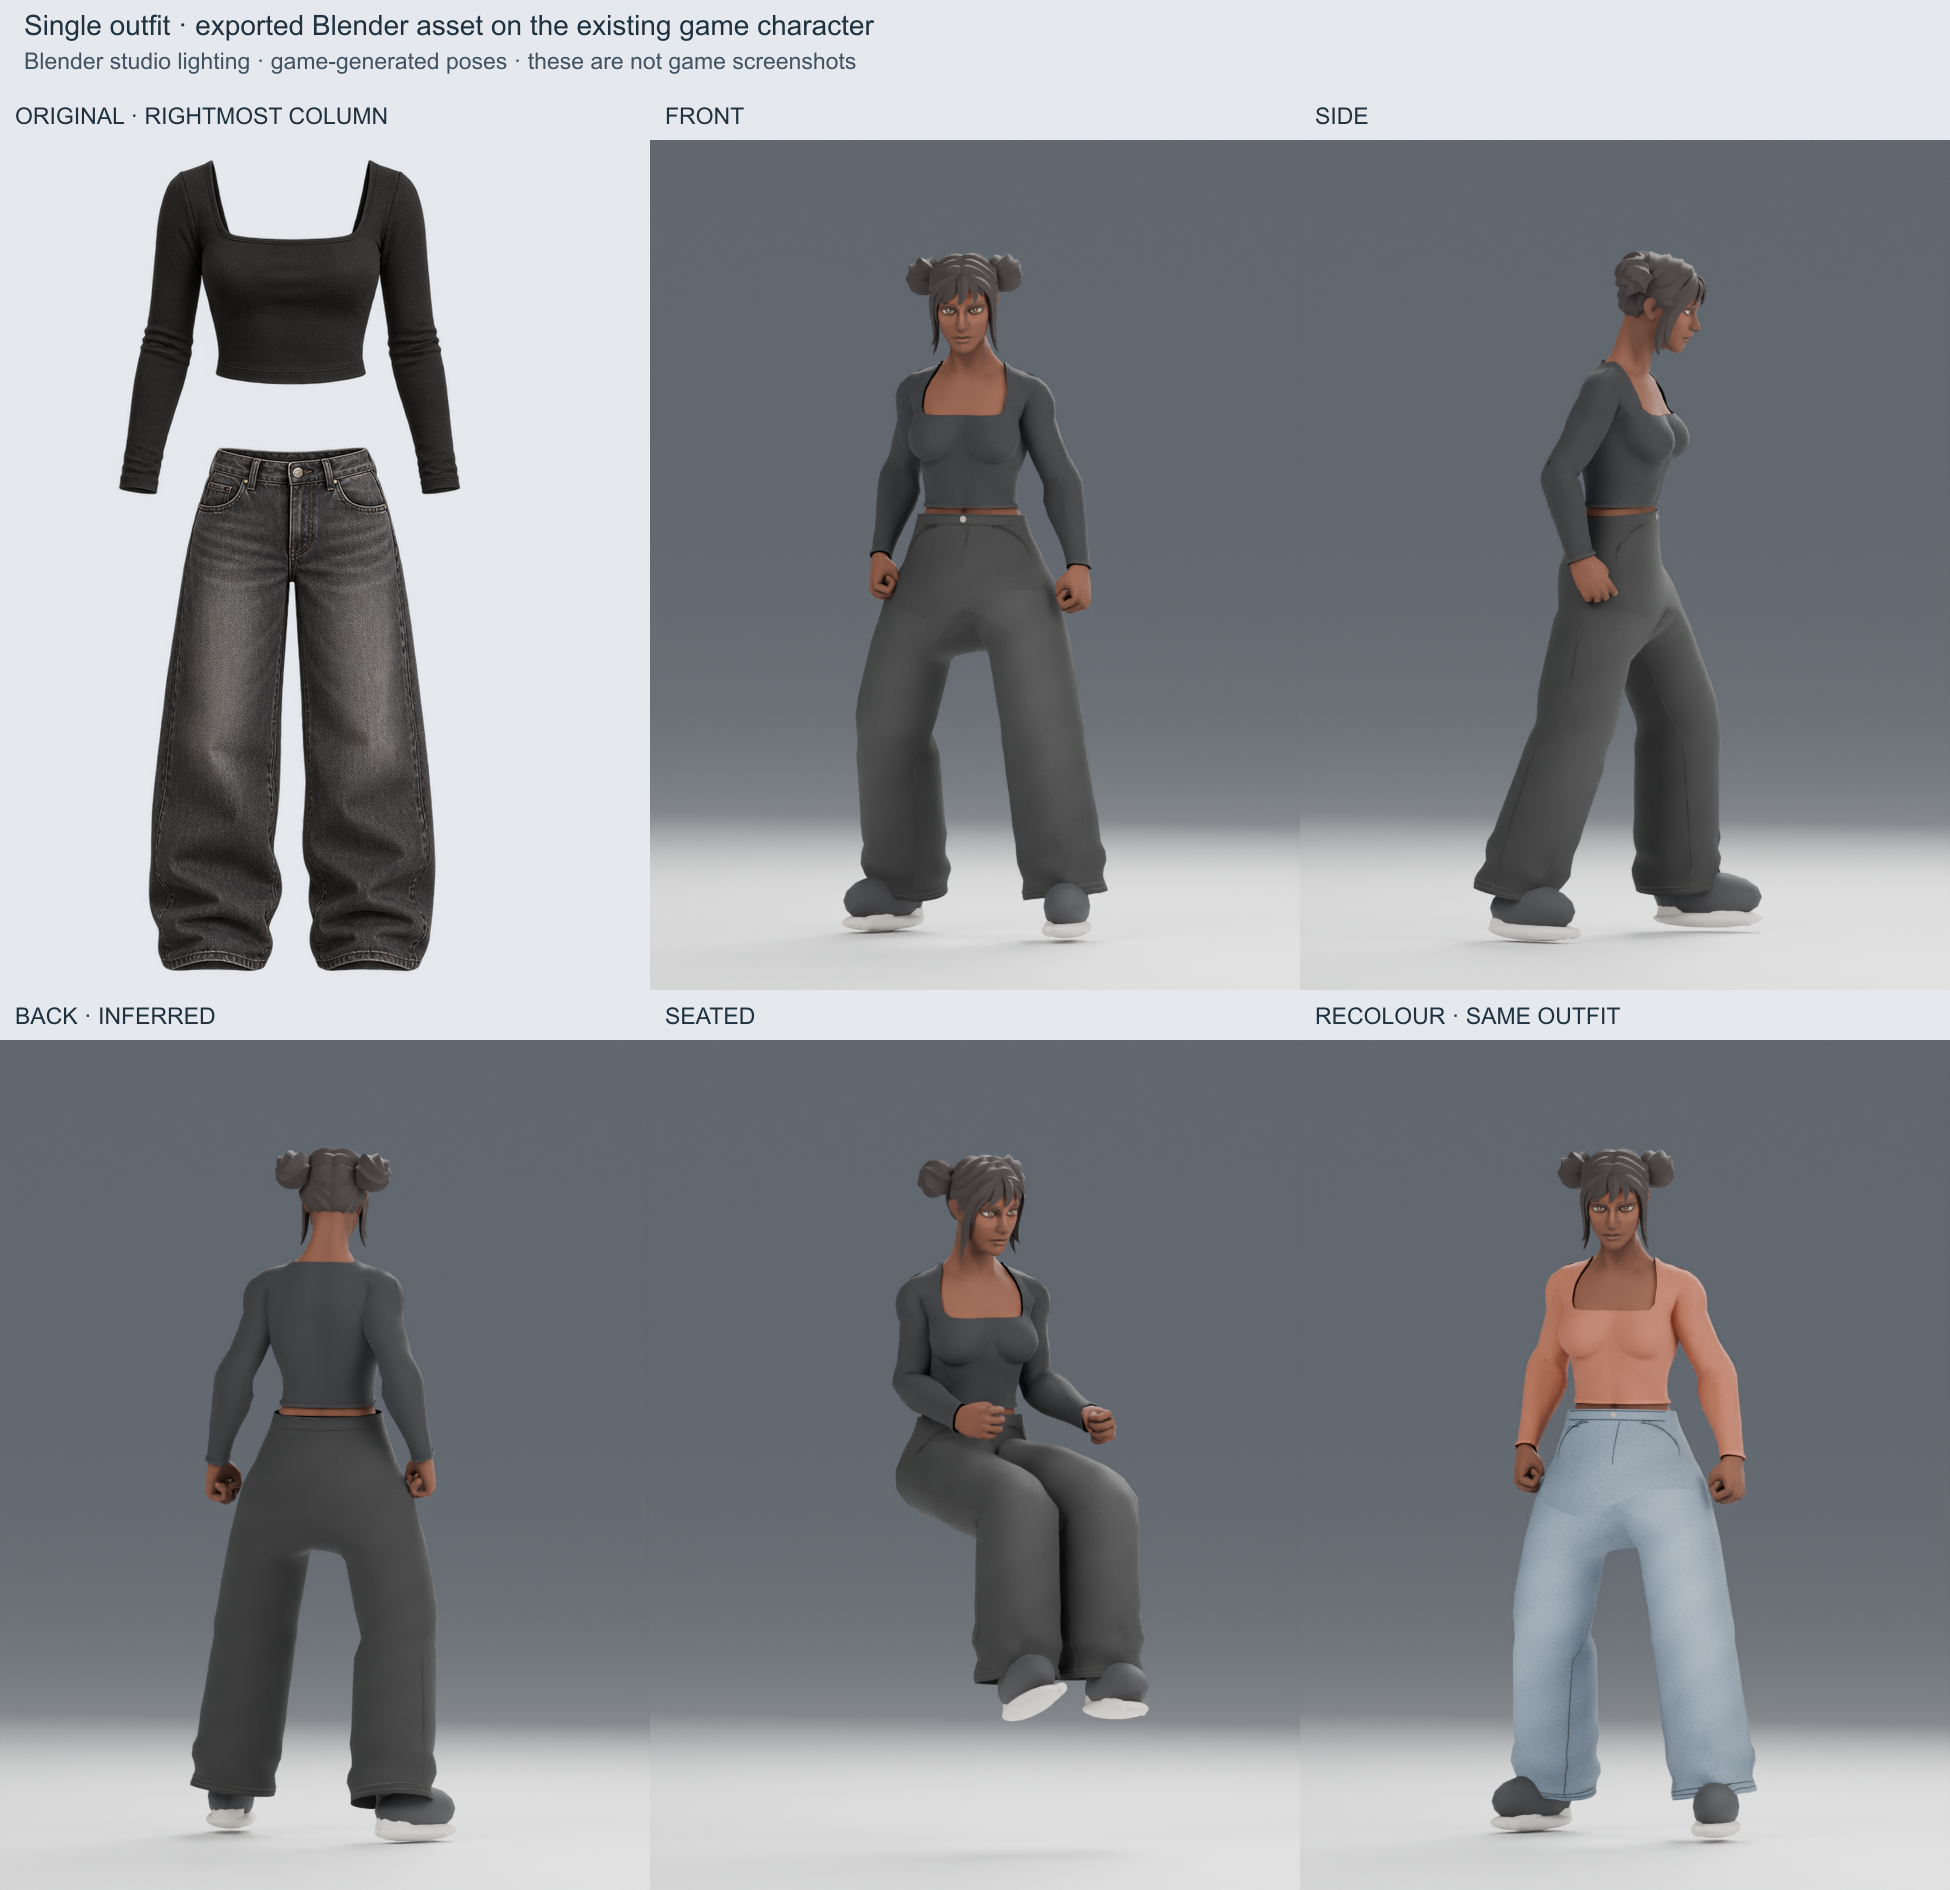 Single outfit · exported Blender asset on the existing game character
Blender studio lighting · game-generated poses · these are not game screenshots
ORIGINAL · RIGHTMOST COLUMN
FRONT
SIDE
BACK · INFERRED
SEATED
RECOLOUR · SAME OUTFIT